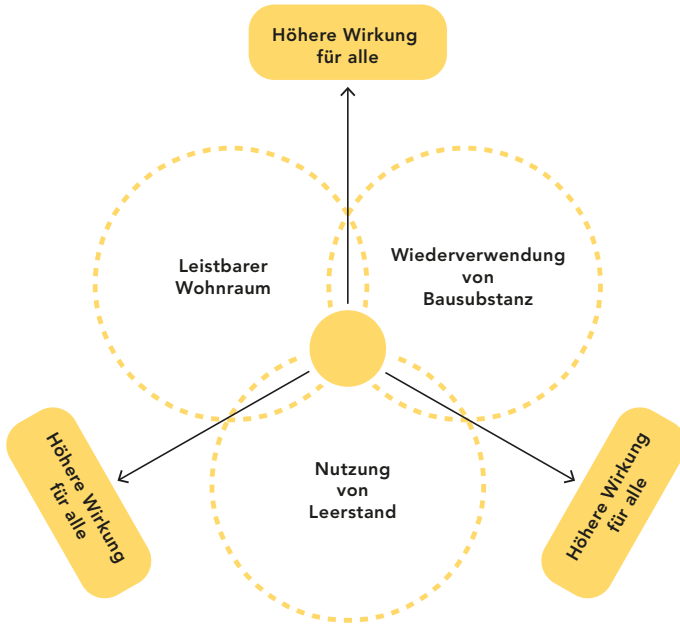 Höhere Wirkung
für alle
Leistbarer
Wohnraum
Wiederverwendung
von
Bausubstanz
Höhere Wirkung
für alle
Nutzung
von
Leerstand
Höhere Wirkung
für alle